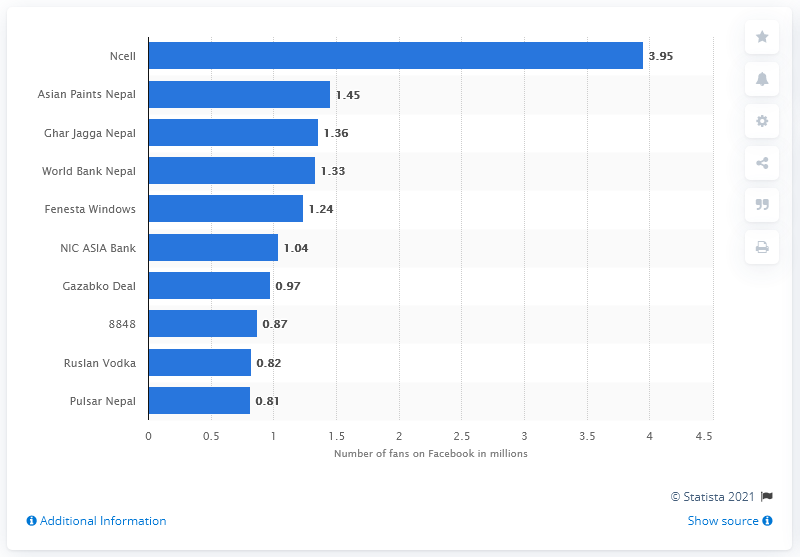 Ncell 3.95
Asian Paints Nepal 1.45
Ghar Jagga Nepal 1.36
World Bank Nepal 1.33
Fenesta Windows 1.24
NIC ASIA Bank 1.04
Gazabko Deal 0.97
8848 0.87
Ruslan Vodka 0.82
Pulsar Nepal 0.81
0 0.5 1 1.5 2 2.5 3 3.5 4 4.5
Number of fans on Facebook in millions
© Statista 2021
Additional Information Show source